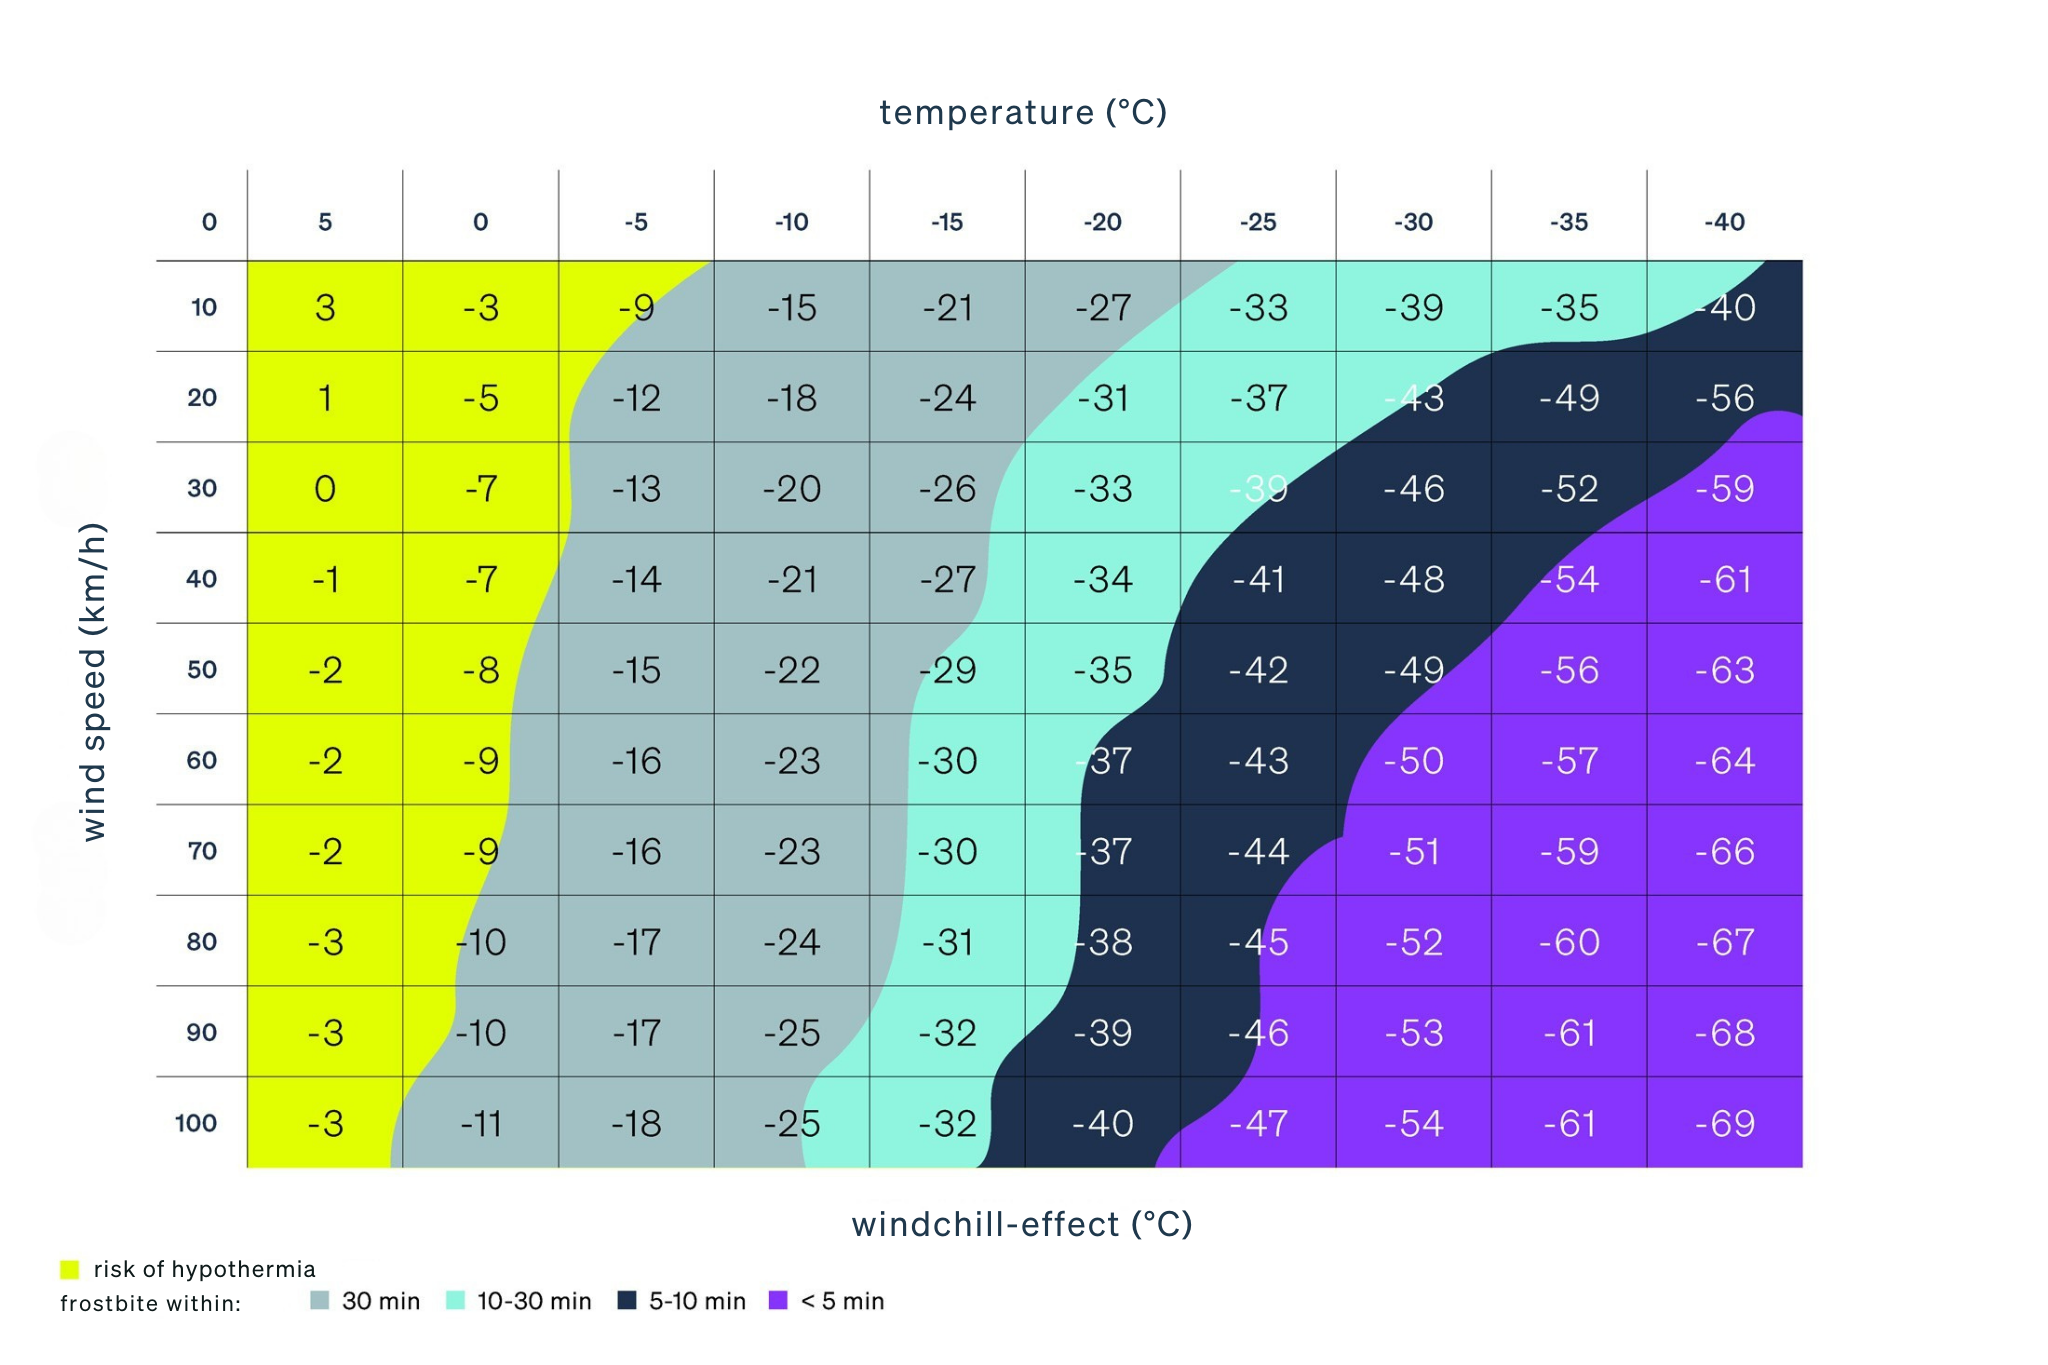 temperature (°C)
0 5 0 -5 -10 -15 -20 -25 -30 -35 -40
10 3 -3 -9 -15 -21 -27 -33 -39 -35 -40
20 1 -5 -12 -18 -24 -31 -37 -43 -49 -56
30 0 -7 -13 -20 -26 -33 -39 -46 -52 -59
40 -1 -7 -14 -21 -27 -34 -41 -48 -54 -61
50 -2 -8 -15 -22 -29 -35 -42 -49 -56 -63
60 -2 -9 -16 -23 -30 -37 -43 -50 -57 -64
70 -2 -9 -16 -23 -30 -37 -44 -51 -59 -66
80 -3 -10 -17 -24 -31 -38 -45 -52 -60 -67
90 -3 -10 -17 -25 -32 -39 -46 -53 -61 -68
100 -3 -11 -18 -25 -32 -40 -47 -54 -61 -69
wind speed (km/h)
windchill-effect (°C)
risk of hypothermia
frostbite within: 30 min 10-30 min 5-10 min < 5 min